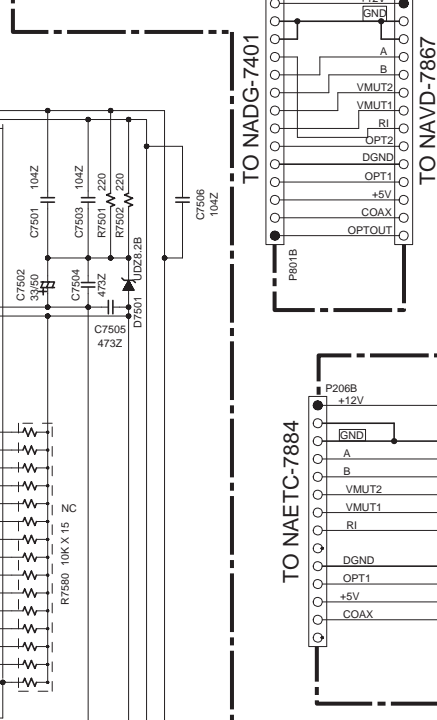 +12V
GND
A
B
VMUT2
VMUT1
RI
OPT2
DGND
OPT1
+5V
COAX
OPTOUT
TO NADG-7401
TO NAVD-7867
P801B
C7501 104Z
C7503 104Z
R7501 220
R7502 220
C7506
104Z
C7502
33/50
C7504
473Z
UDZ8.2B
D7501
C7505
473Z
NC
R7580 10K X 15
P206B
+12V
GND
A
B
VMUT2
VMUT1
RI
DGND
OPT1
+5V
COAX
TO NAETC-7884